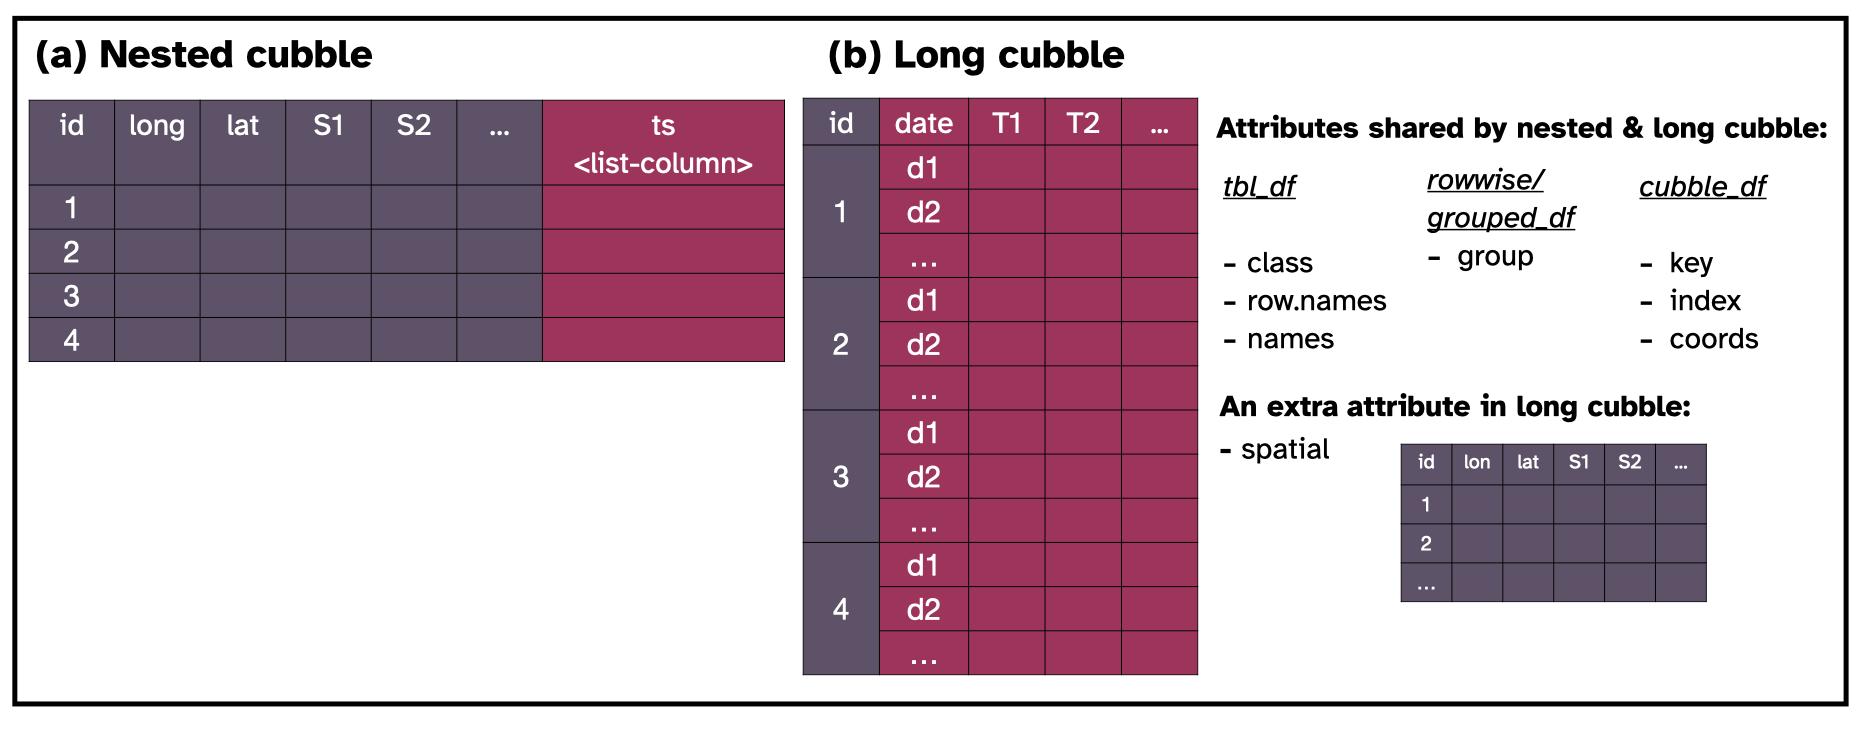 (a) Nested cubble
id long lat S1 S2 ... ts
<list-column>
1
2
3
4
(b) Long cubble
id date T1 T2 ...
1
d1
d2
...
2
d1
d2
...
3
d1
d2
...
4
d1
d2
...
Attributes shared by nested & long cubble:
tbl_df
- class
- row.names
- names
rowwise/
grouped_df
- group
cubble_df
- key
- index
- coords
An extra attribute in long cubble:
- spatial
id lon lat S1 S2 ...
1
2
...